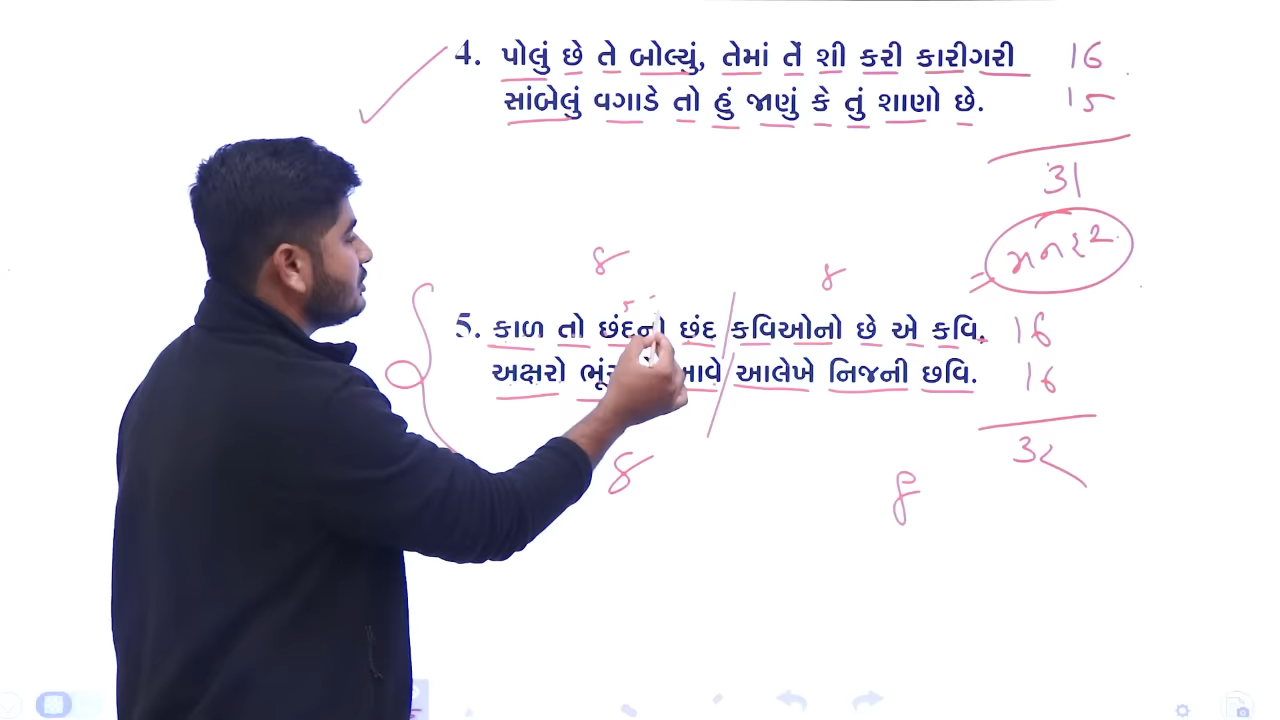 4. પોલું છે તે બોલ્યું, તેમાં તેં શી કરી કારીગરી 16
સાંબેલું વગાડે તો હું જાણું કે તું શાણો છે. 15
31
= મનહર
8 8
5. કાળ તો છંદનો છંદ / કવિઓનો છે એ કવિ. 16
અક્ષરો આવે / આલેખે નિજની છવિ. 16
32
8 8